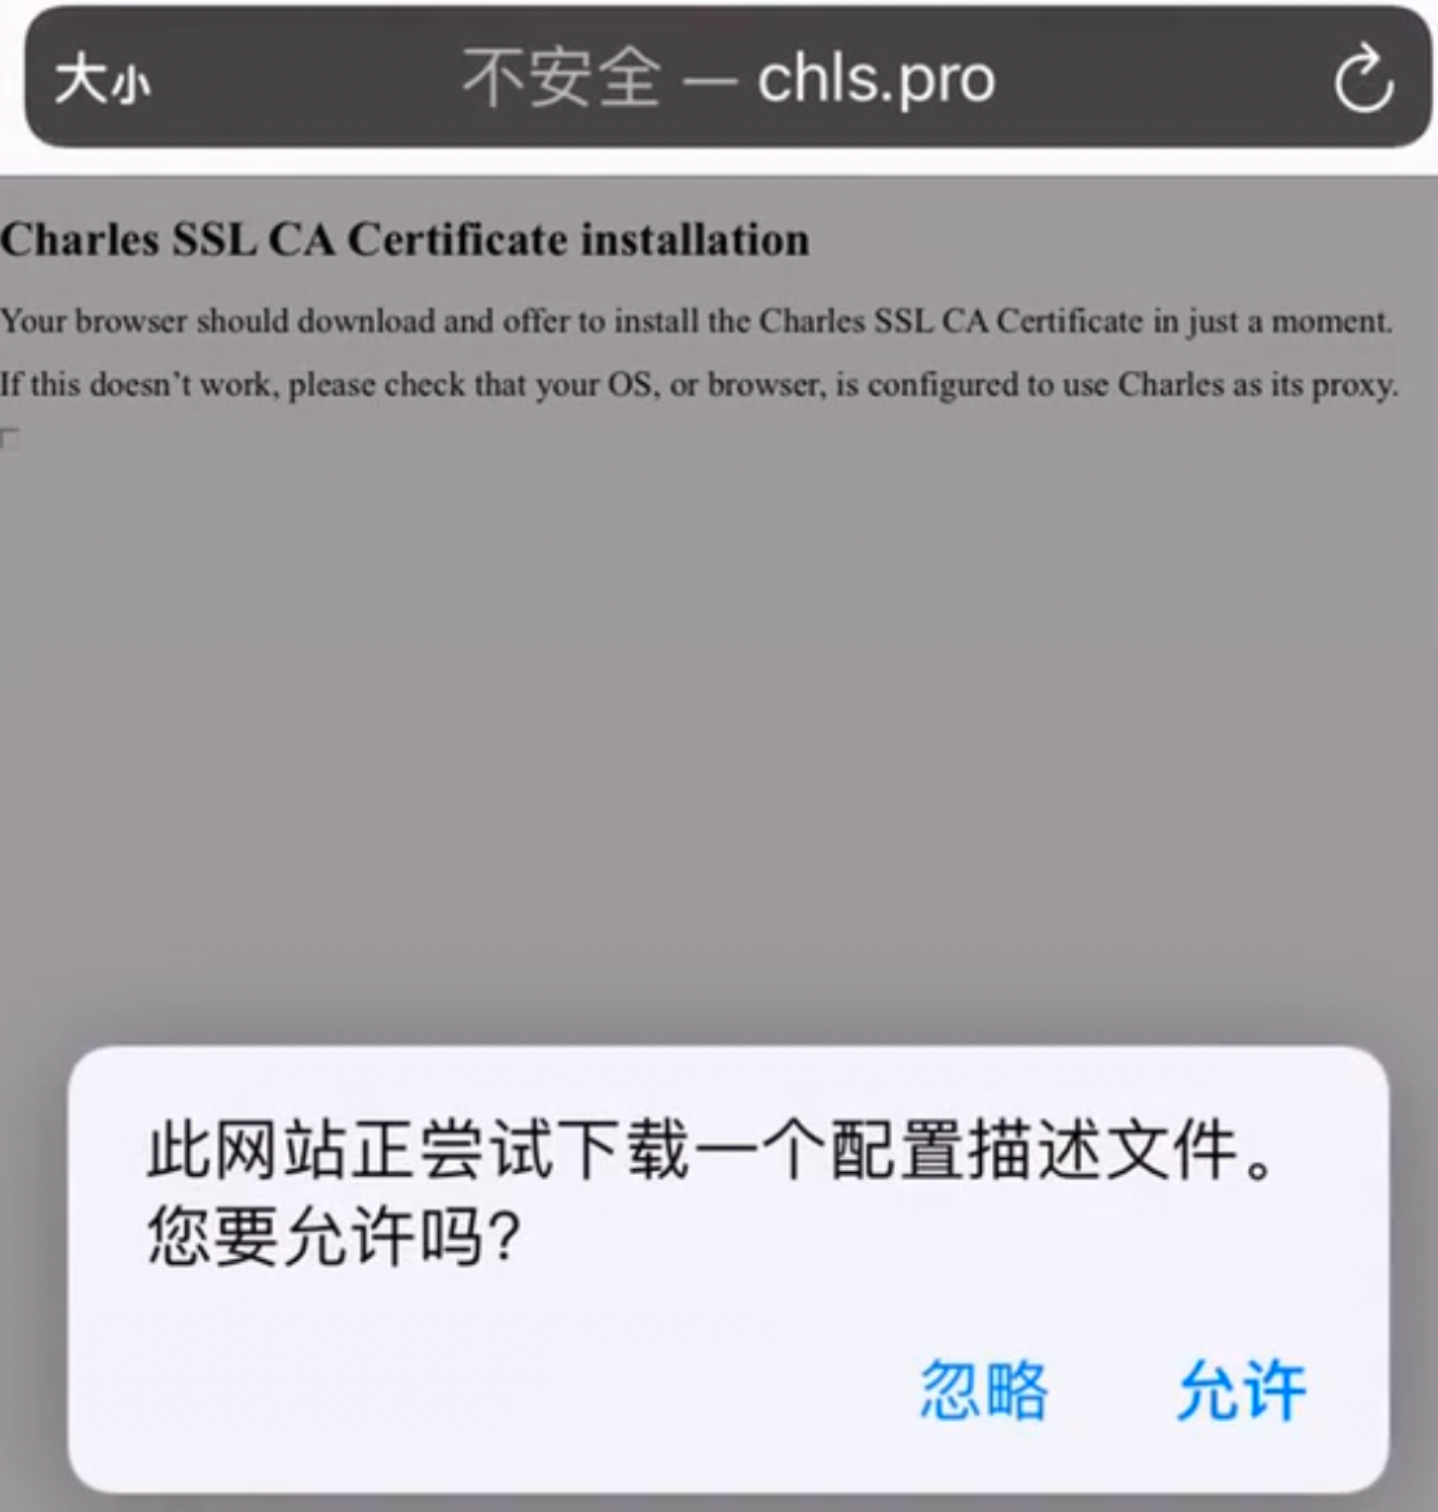 大小 不安全 — chls.pro
Charles SSL CA Certificate installation
Your browser should download and offer to install the Charles SSL CA Certificate in just a moment.
If this doesn't work, please check that your OS, or browser, is configured to use Charles as its proxy.
此网站正尝试下载一个配置描述文件。
您要允许吗?
忽略 允许